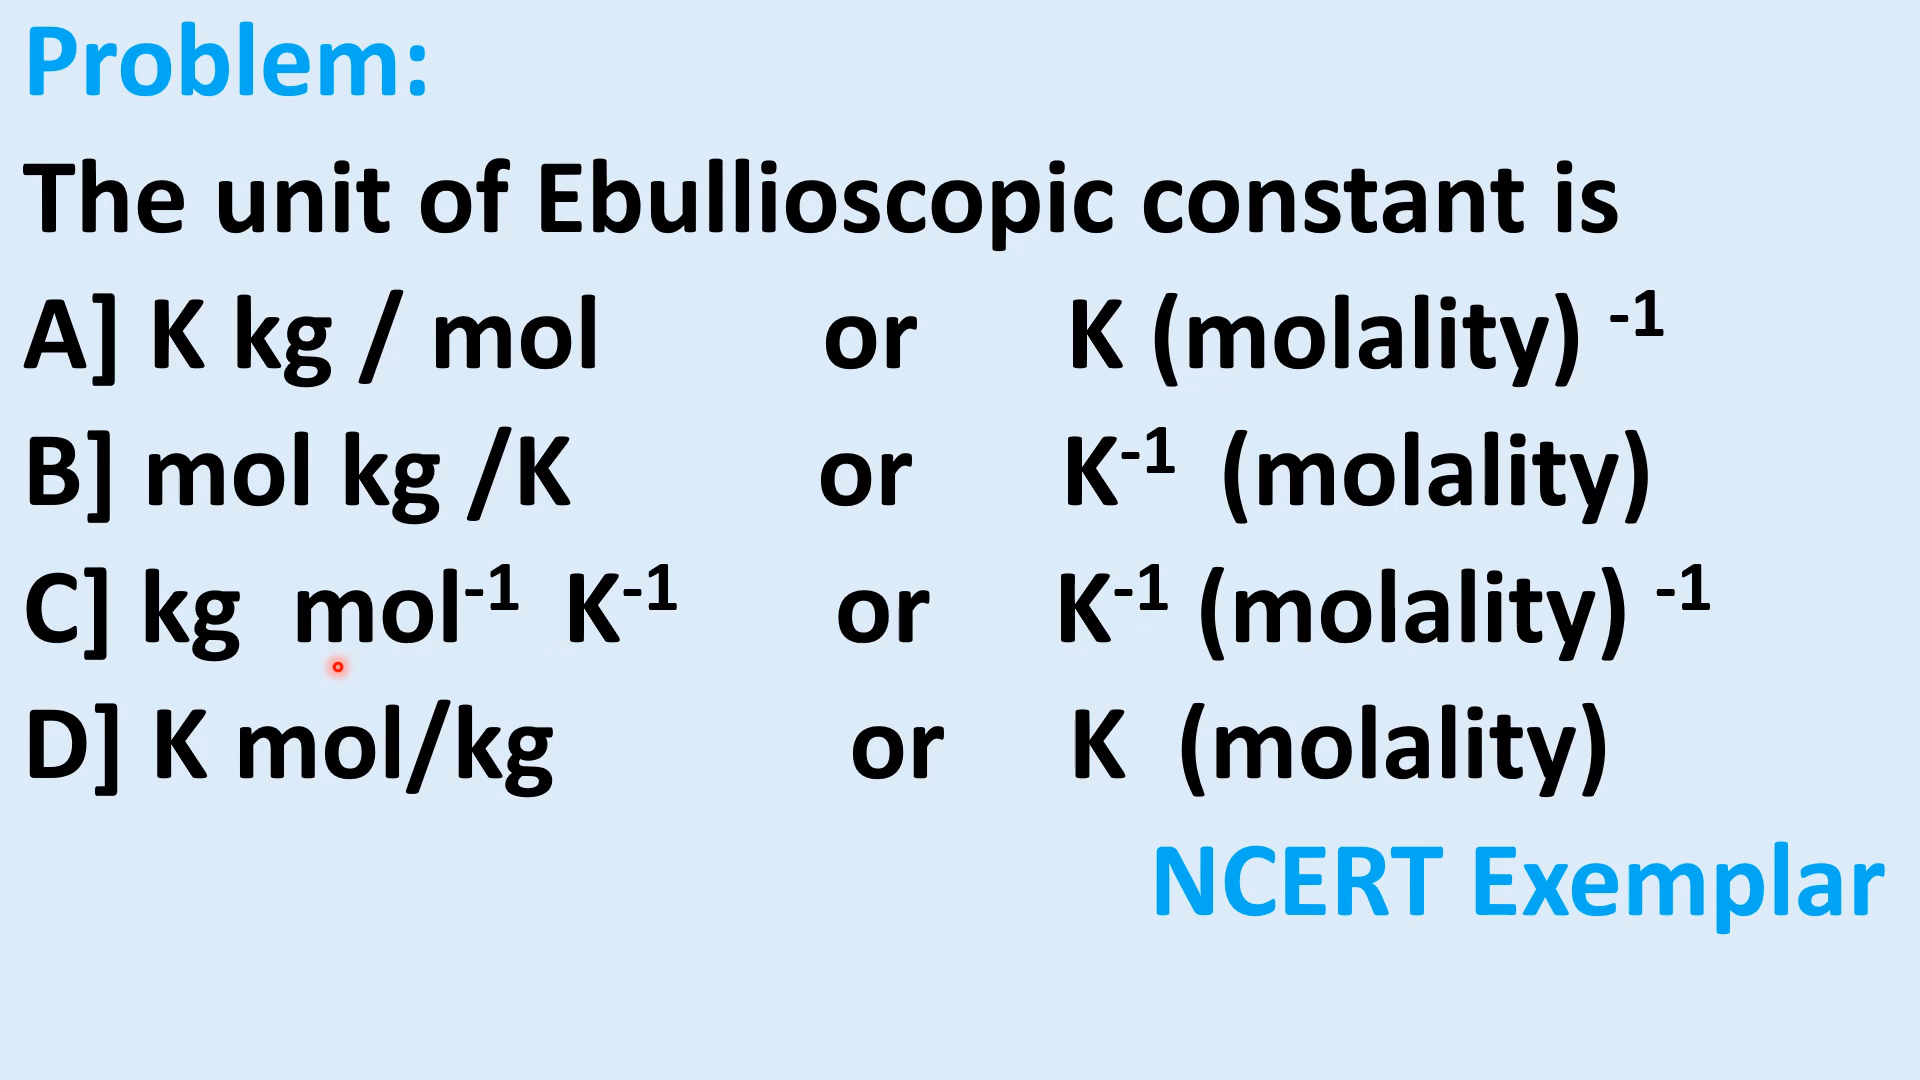 Problem:
The unit of Ebullioscopic constant is
A] K kg / mol or K (molality) ⁻¹
B] mol kg /K or K⁻¹ (molality)
C] kg mol⁻¹ K⁻¹ or K⁻¹ (molality) ⁻¹
D] K mol/kg or K (molality)
NCERT Exemplar